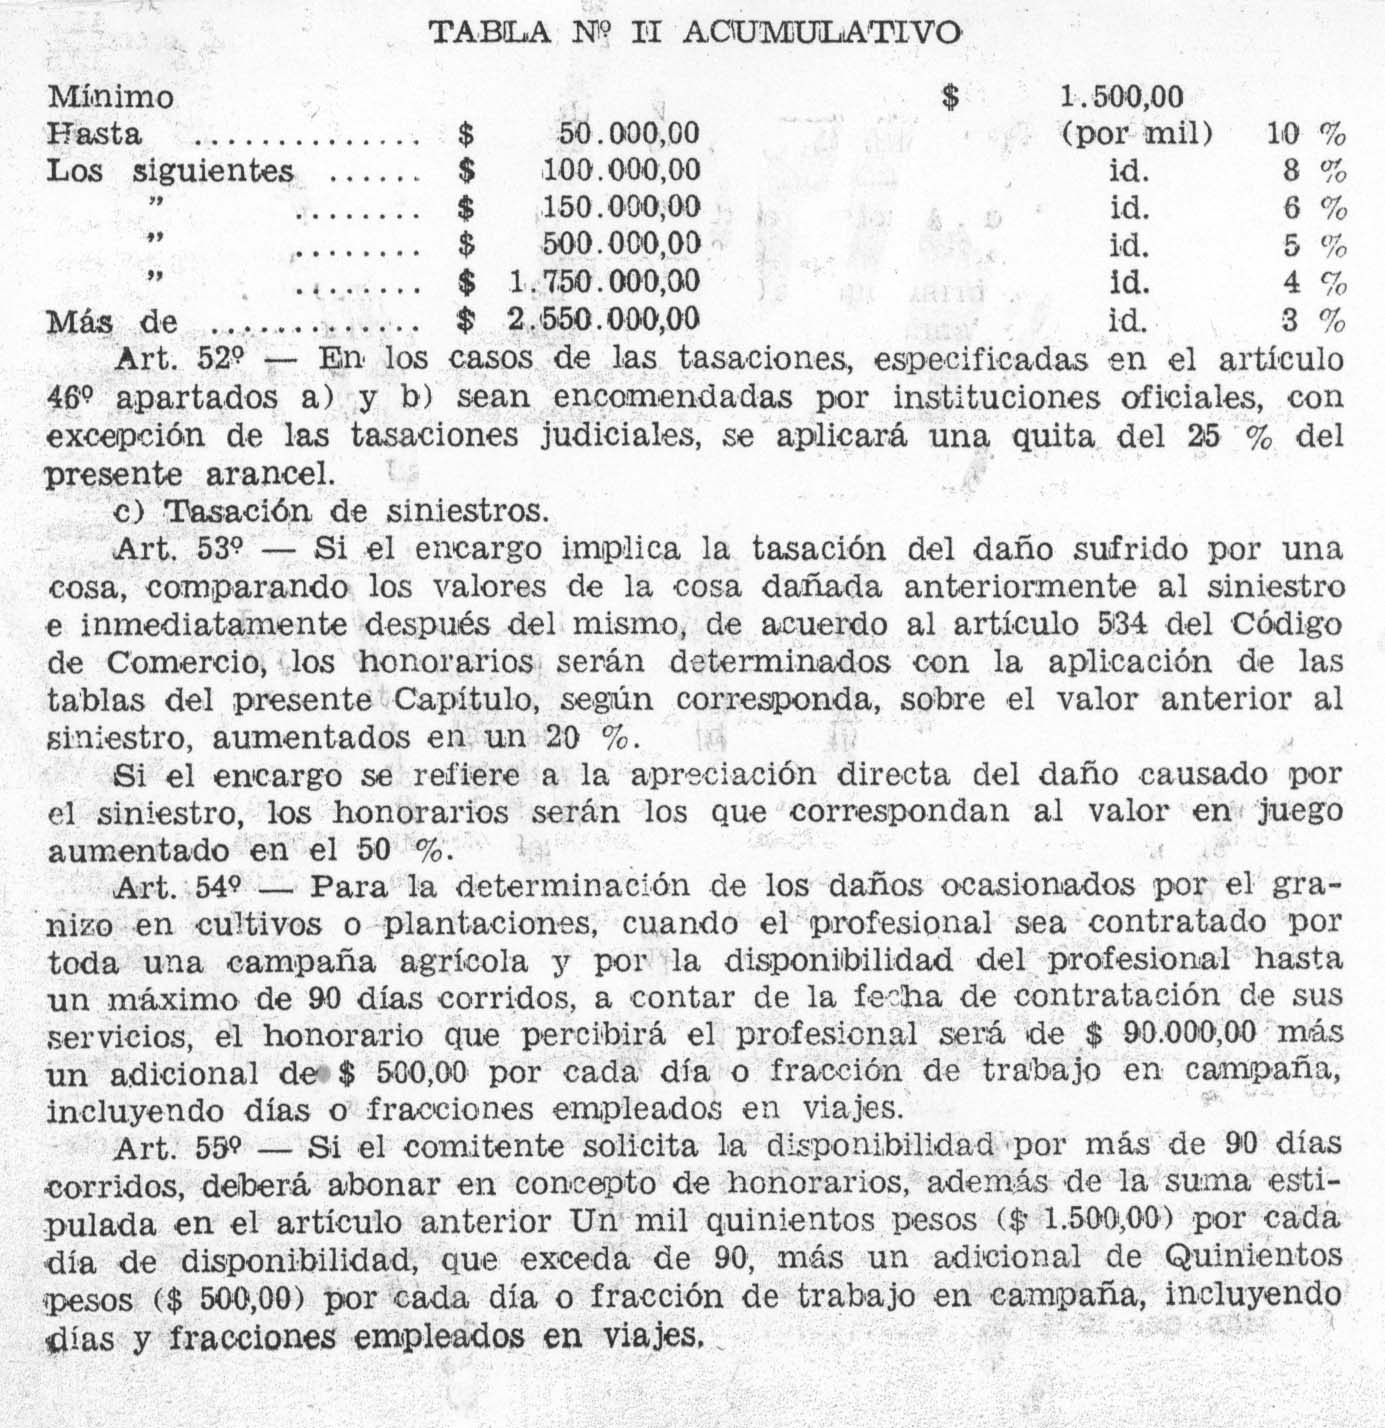 TABLA Nº II ACUMULATIVO
Mínimo $ 1.500,00
Hasta .............. $ 50.000,00 (por mil) 10 %
Los siguientes ...... $ 100.000,00 id. 8 %
” ........ $ 150.000,00 id. 6 %
” ........ $ 500.000,00 id. 5 %
” ........ $ 1.750.000,00 id. 4 %
Más de ............. $ 2.550.000,00 id. 3 %
Art. 52º — En los casos de las tasaciones, especificadas en el artículo
46º apartados a) y b) sean encomendadas por instituciones oficiales, con
excepción de las tasaciones judiciales, se aplicará una quita del 25 % del
presente arancel.
c) Tasación de siniestros.
Art. 53º — Si el encargo implica la tasación del daño sufrido por una
cosa, comparando los valores de la cosa dañada anteriormente al siniestro
e inmediatamente después del mismo, de acuerdo al artículo 534 del Código
de Comercio, los honorarios serán determinados con la aplicación de las
tablas del presente Capítulo, según corresponda, sobre el valor anterior al
siniestro, aumentados en un 20 %.
Si el encargo se refiere a la apreciación directa del daño causado por
el siniestro, los honorarios serán los que correspondan al valor en juego
aumentado en el 50 %.
Art. 54º — Para la determinación de los daños ocasionados por el gra-
nizo en cultivos o plantaciones, cuando el profesional sea contratado por
toda una campaña agrícola y por la disponibilidad del profesional hasta
un máximo de 90 días corridos, a contar de la fecha de contratación de sus
servicios, el honorario que percibirá el profesional será de $ 90.000,00 más
un adicional de $ 500,00 por cada día o fracción de trabajo en campaña,
incluyendo días o fracciones empleados en viajes.
Art. 55º — Si el comitente solicita la disponibilidad por más de 90 días
corridos, deberá abonar en concepto de honorarios, además de la suma esti-
pulada en el artículo anterior Un mil quinientos pesos ($ 1.500,00) por cada
día de disponibilidad, que exceda de 90, más un adicional de Quinientos
pesos ($ 500,00) por cada día o fracción de trabajo en campaña, incluyendo
días y fracciones empleados en viajes.